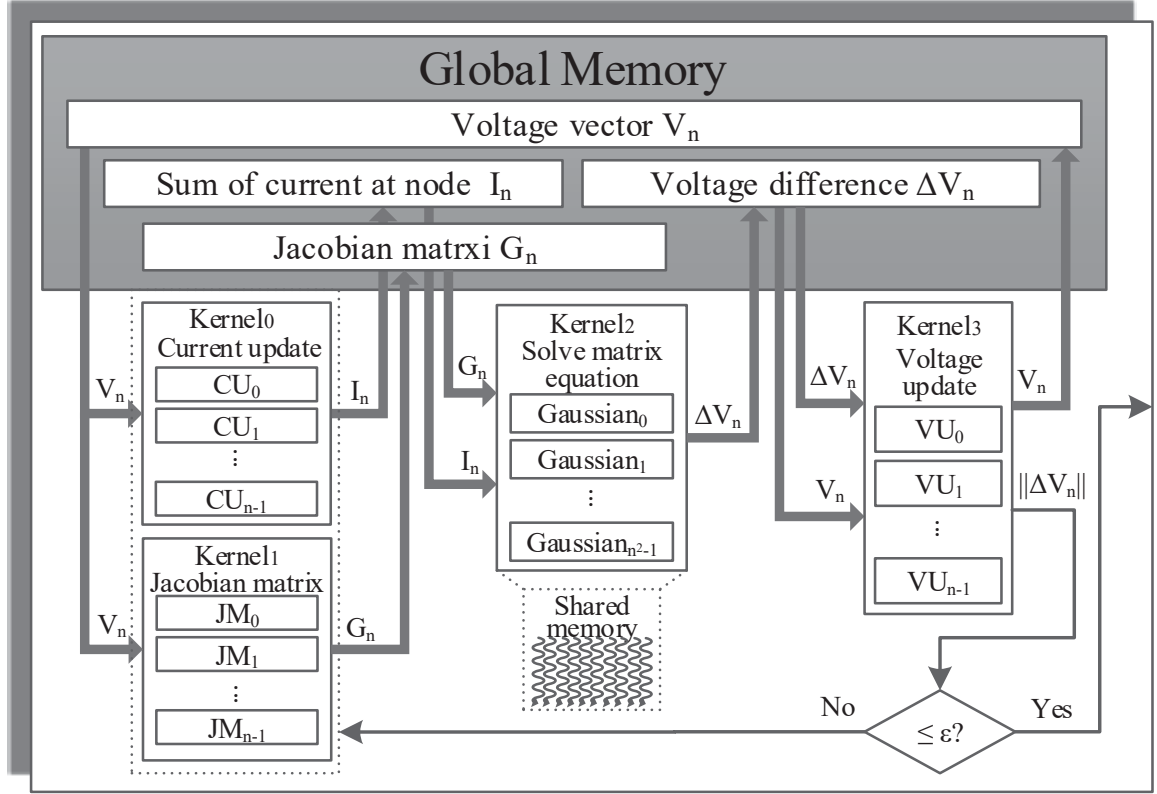 Global Memory
Voltage vector Vₙ
Sum of current at node Iₙ
Voltage difference ΔVₙ
Jacobian matrxi Gₙ
Kernel₀
Current update
CU₀
CU₁
⋮
CUₙ₋₁
Vₙ
Iₙ
Kernel₁
Jacobian matrix
JM₀
JM₁
⋮
JMₙ₋₁
Vₙ
Gₙ
Kernel₂
Solve matrix
equation
Gaussian₀
Gaussian₁
⋮
Gaussianₙ²₋₁
Gₙ
Iₙ
ΔVₙ
Shared
memory
Kernel₃
Voltage
update
VU₀
VU₁
⋮
VUₙ₋₁
ΔVₙ
Vₙ
Vₙ
||ΔVₙ||
≤ ε?
No
Yes